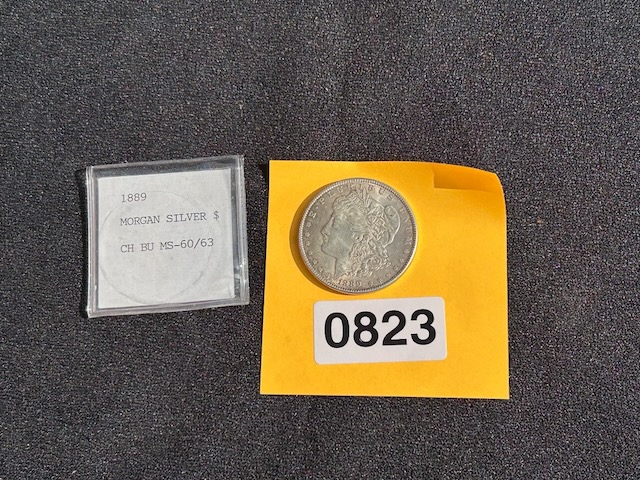 1889
MORGAN SILVER $
CH BU MS-60/63
0823